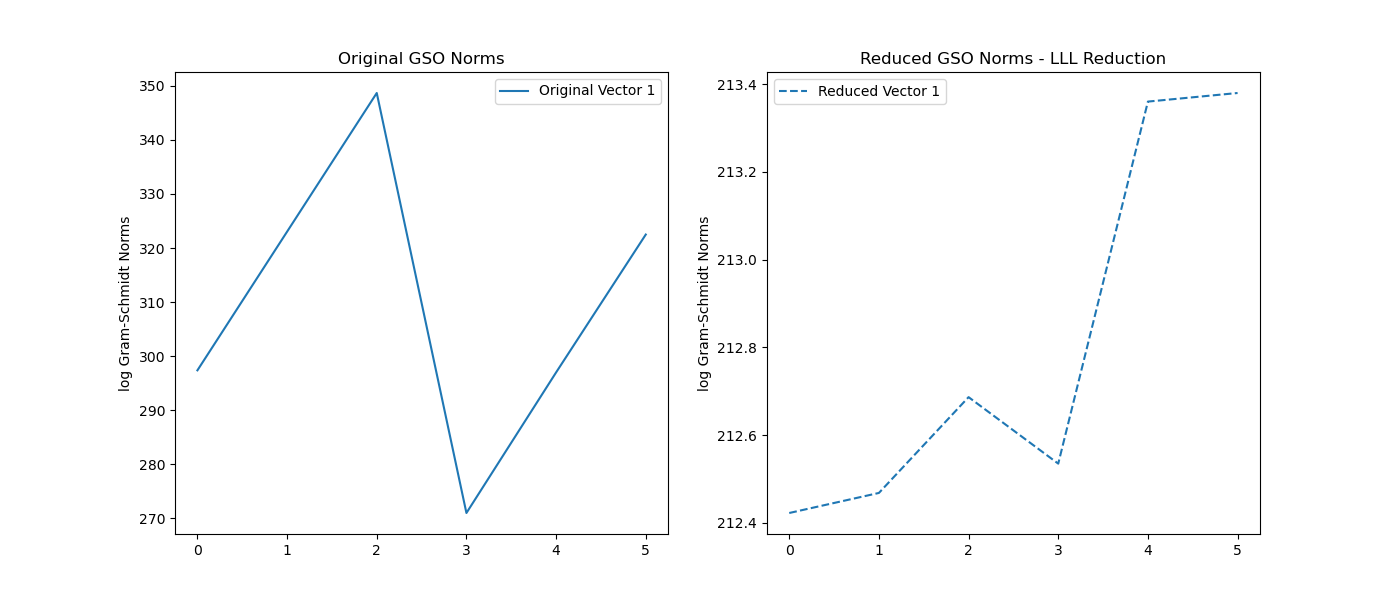 Original GSO Norms
Original Vector 1
log Gram-Schmidt Norms
350
340
330
320
310
300
290
280
270
0 1 2 3 4 5
Reduced GSO Norms - LLL Reduction
Reduced Vector 1
log Gram-Schmidt Norms
213.4
213.2
213.0
212.8
212.6
212.4
0 1 2 3 4 5